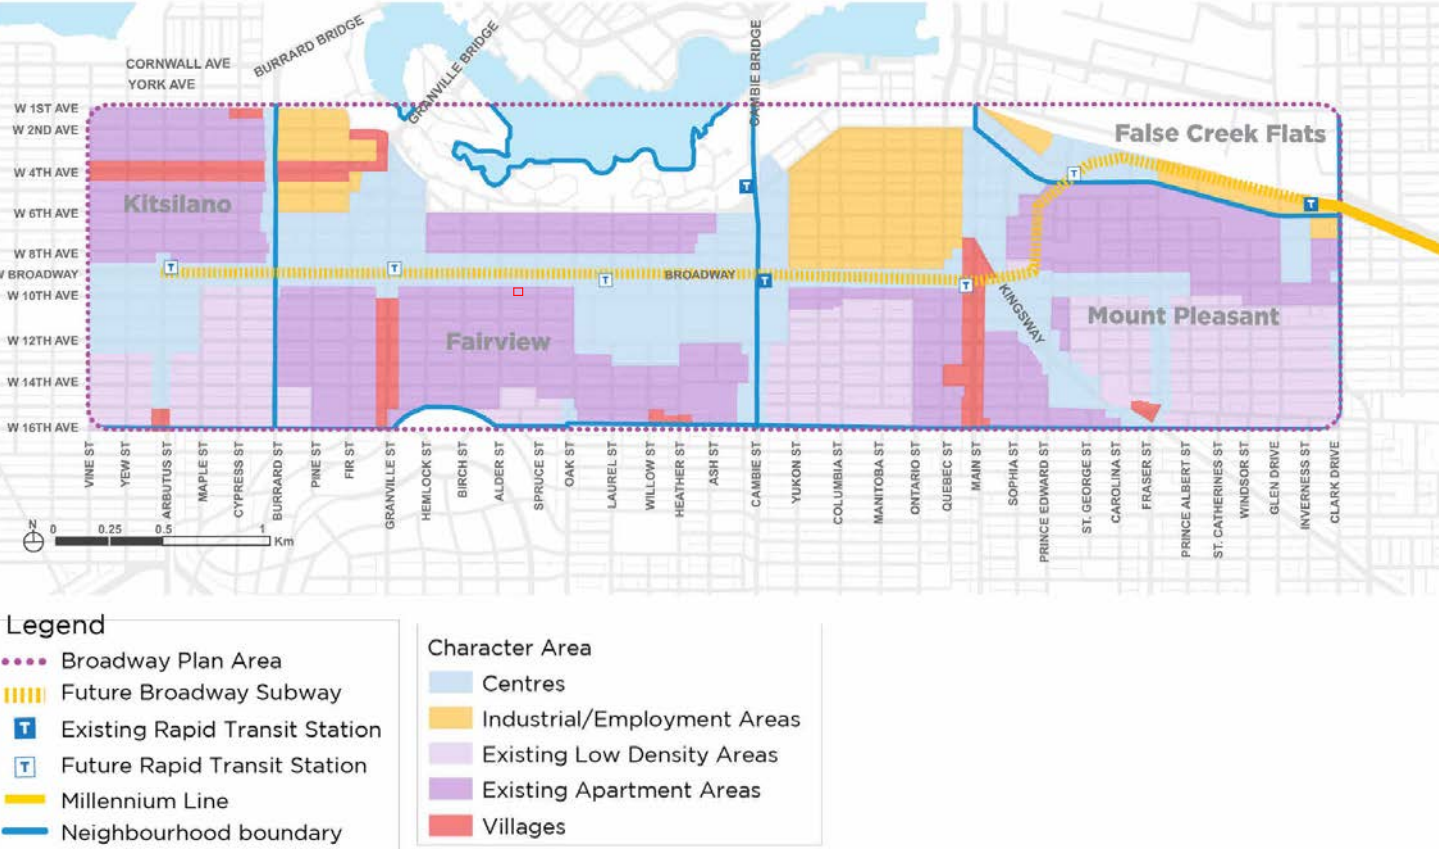 BURRARD BRIDGE
GRANVILLE BRIDGE
CAMBIE BRIDGE
CORNWALL AVE
YORK AVE
W 1ST AVE
W 2ND AVE
W 4TH AVE
W 6TH AVE
W 8TH AVE
W BROADWAY
W 10TH AVE
W 12TH AVE
W 14TH AVE
W 16TH AVE
False Creek Flats
Kitsilano
T
T
T
T
T
T
T
T
BROADWAY
KINGSWAY
Fairview
Mount Pleasant
VINE ST
YEW ST
ARBUTUS ST
MAPLE ST
CYPRESS ST
BURRARD ST
PINE ST
FIR ST
GRANVILLE ST
HEMLOCK ST
BIRCH ST
ALDER ST
SPRUCE ST
OAK ST
LAUREL ST
WILLOW ST
HEATHER ST
ASH ST
CAMBIE ST
YUKON ST
COLUMBIA ST
MANITOBA ST
ONTARIO ST
QUEBEC ST
MAIN ST
SOPHIA ST
PRINCE EDWARD ST
ST. GEORGE ST
CAROLINA ST
FRASER ST
PRINCE ALBERT ST
ST. CATHERINES ST
WINDSOR ST
GLEN DRIVE
INVERNESS ST
CLARK DRIVE
N
0 0.25 0.5 1
Km
Legend
Broadway Plan Area
Future Broadway Subway
T Existing Rapid Transit Station
T Future Rapid Transit Station
Millennium Line
Neighbourhood boundary
Character Area
Centres
Industrial/Employment Areas
Existing Low Density Areas
Existing Apartment Areas
Villages